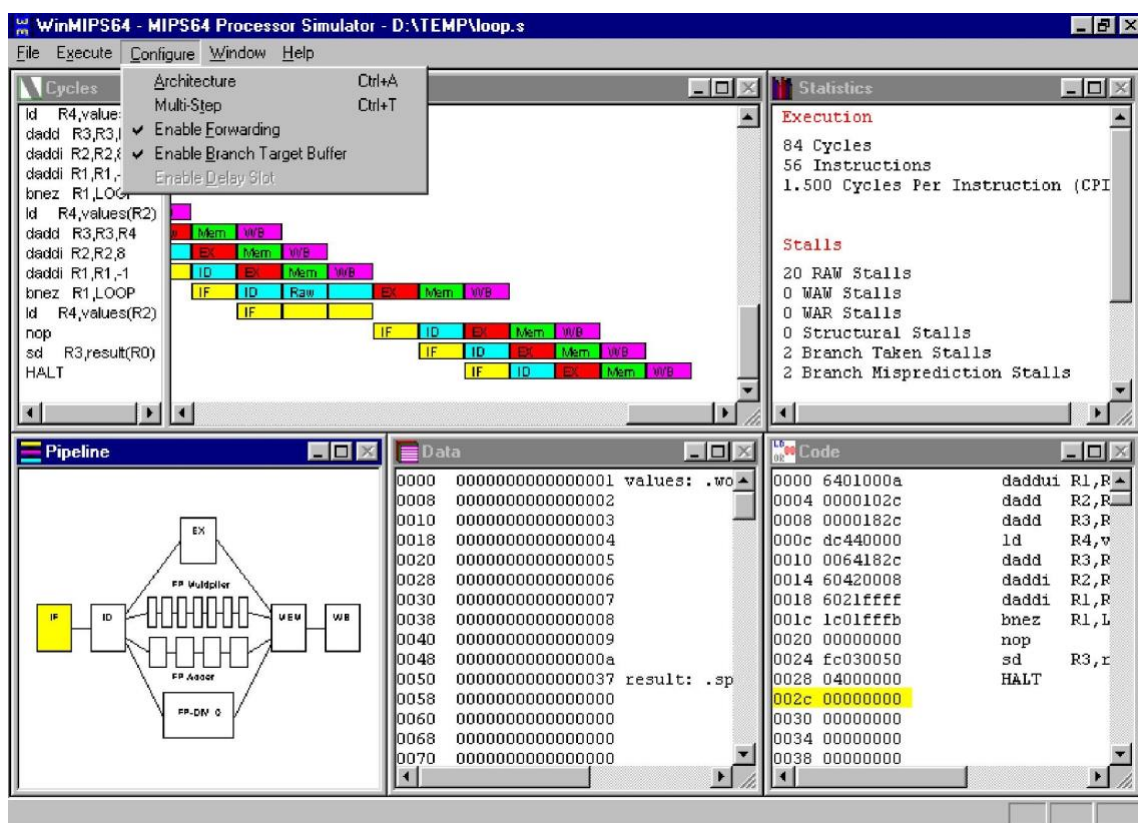 WinMIPS64 - MIPS64 Processor Simulator - D:\TEMP\loop.s
File Execute Configure Window Help
Architecture Ctrl+A
Multi-Step Ctrl+T
Enable Forwarding
Enable Branch Target Buffer
Enable Delay Slot
Cycles
ld R4,value
dadd R3,R3,
daddi R2,R2,
daddi R1,R1,-
bnez R1,LOOP
ld R4,values(R2)
dadd R3,R3,R4 Mem WB
daddi R2,R2,8 EX Mem WB
daddi R1,R1,-1 ID EX Mem WB
bnez R1,LOOP IF ID Raw EX Mem WB
ld R4,values(R2) IF
nop IF ID EX Mem WB
sd R3,result(R0) IF ID EX Mem WB
HALT IF ID EX Mem WB
Statistics
Execution
84 Cycles
56 Instructions
1.500 Cycles Per Instruction (CPI
Stalls
20 RAW Stalls
0 WAW Stalls
0 WAR Stalls
0 Structural Stalls
2 Branch Taken Stalls
2 Branch Misprediction Stalls
Pipeline
EX
FP Multiplier
IF ID MEM WB
FP Adder
FP-DIV 0
Data
0000 0000000000000001 values: .wo
0008 0000000000000002
0010 0000000000000003
0018 0000000000000004
0020 0000000000000005
0028 0000000000000006
0030 0000000000000007
0038 0000000000000008
0040 0000000000000009
0048 000000000000000a
0050 0000000000000037 result: .sp
0058 0000000000000000
0060 0000000000000000
0068 0000000000000000
0070 0000000000000000
Code
0000 6401000a daddui R1,R
0004 0000102c dadd R2,R
0008 0000182c dadd R3,R
000c dc440000 ld R4,v
0010 0064182c dadd R3,R
0014 60420008 daddi R2,R
0018 6021ffff daddi R1,R
001c 1c01fffb bnez R1,L
0020 00000000 nop
0024 fc030050 sd R3,r
0028 04000000 HALT
002c 00000000
0030 00000000
0034 00000000
0038 00000000